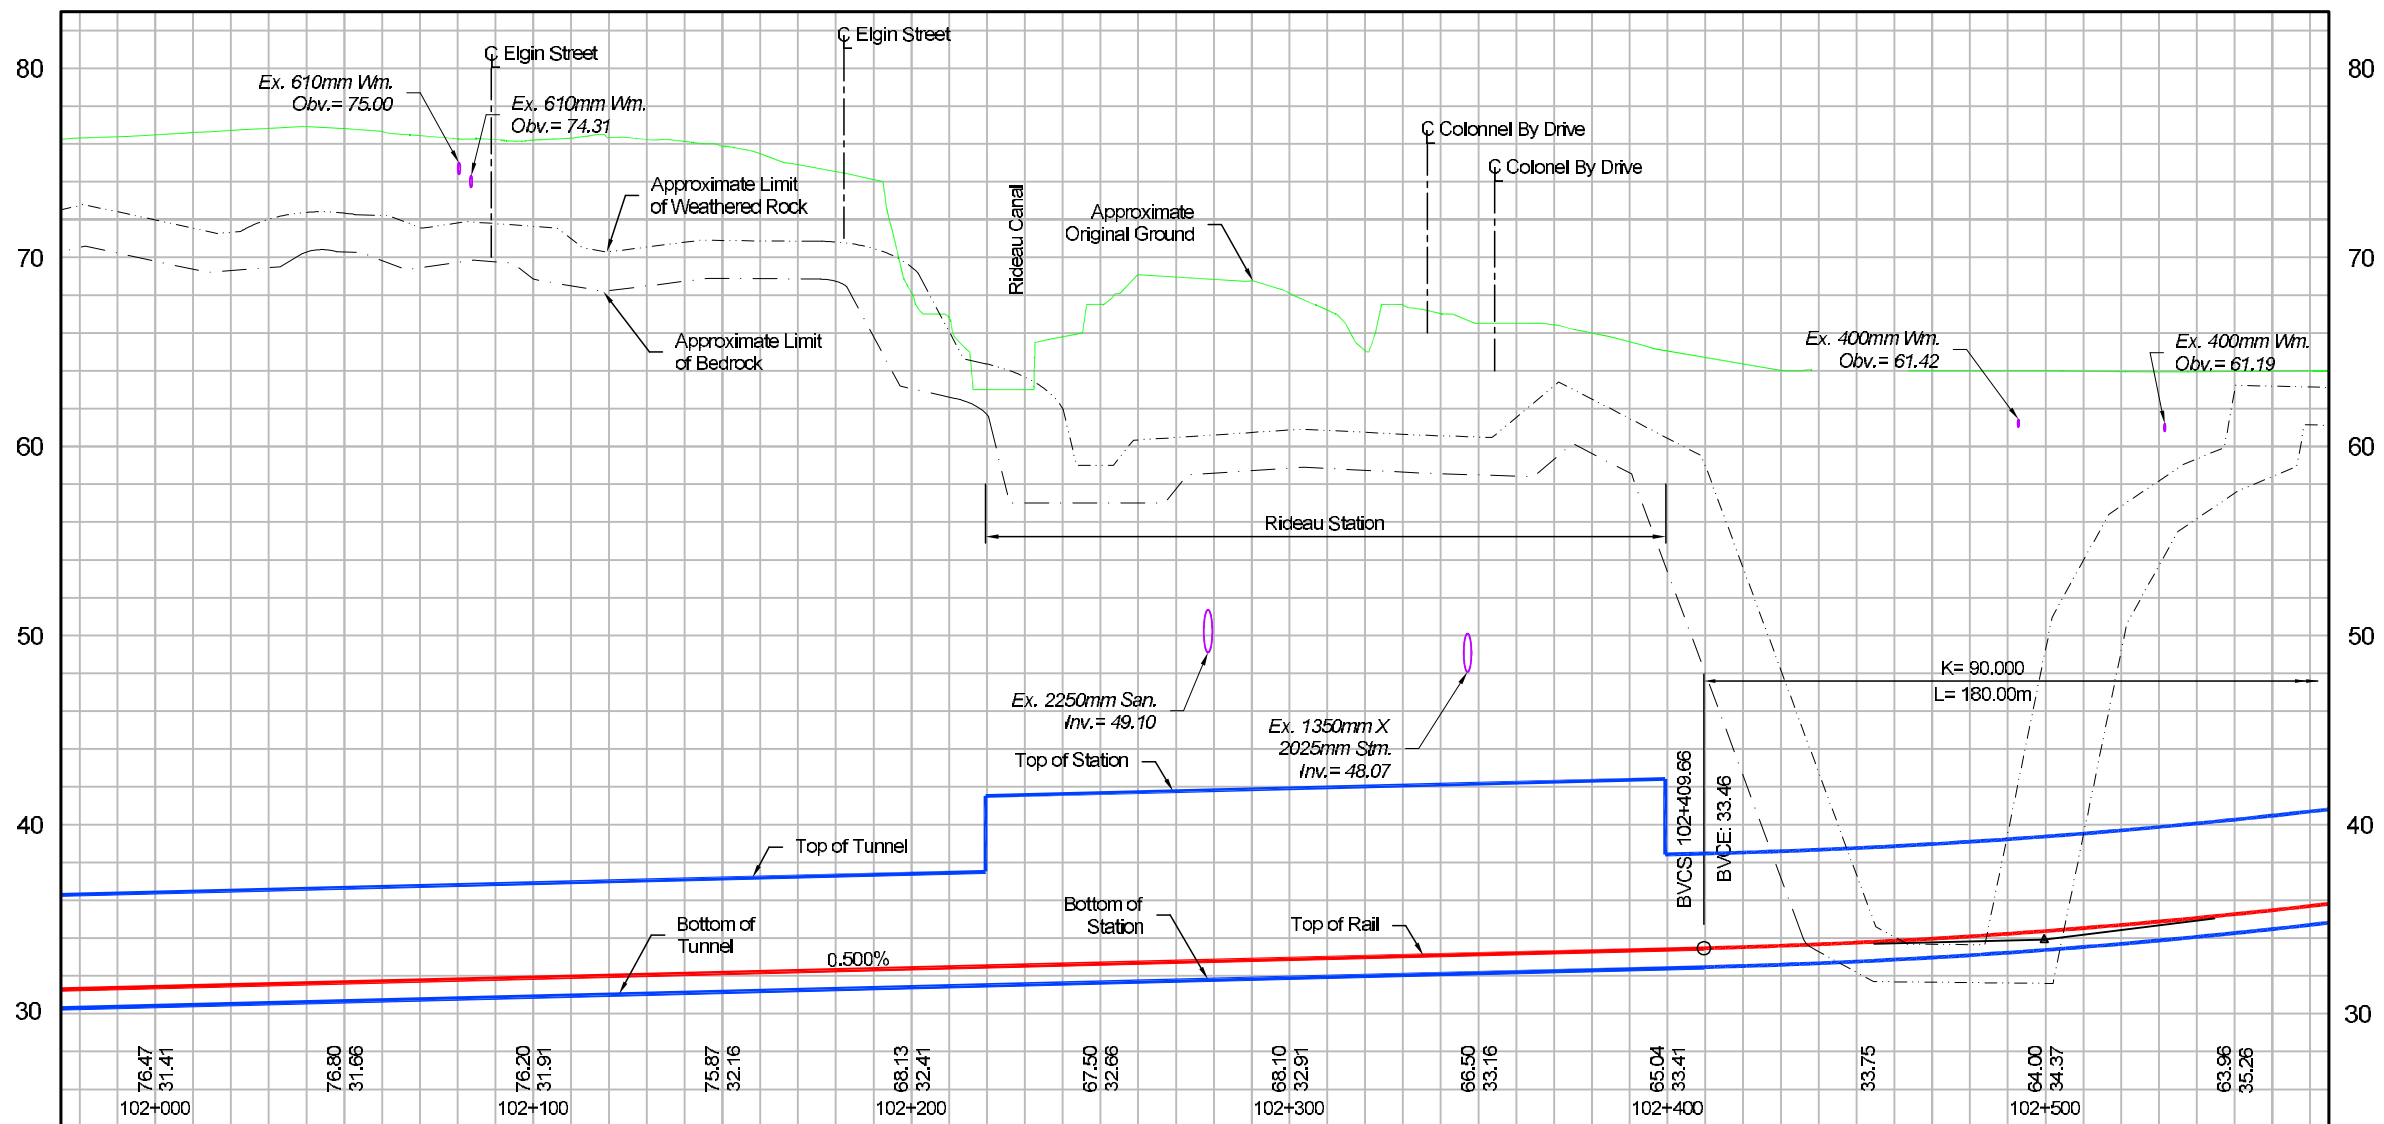 C Elgin Street
C Elgin Street
80
80
Ex. 610mm Wm.
Obv.= 75.00
Ex. 610mm Wm.
Obv.= 74.31
C Colonnel By Drive
C Colonel By Drive
Approximate Limit
of Weathered Rock
Rideau Canal
Approximate
Original Ground
70
70
Approximate Limit
of Bedrock
Ex. 400mm Wm.
Obv.= 61.42
Ex. 400mm Wm.
Obv.= 61.19
60
60
Rideau Station
50
50
K= 90.000
L= 180.00m
Ex. 2250mm San.
Inv.= 49.10
Ex. 1350mm X
2025mm Stm.
Inv.= 48.07
Top of Station
BVCS: 102+409.66
BVCE: 33.46
40
40
Top of Tunnel
Bottom of
Tunnel
Bottom of
Station
Top of Rail
0.500%
30
30
76.47
31.41
76.80
31.66
76.20
31.91
75.87
32.16
68.13
32.41
67.50
32.66
68.10
32.91
66.50
33.16
65.04
33.41
33.75
64.00
34.37
63.96
35.26
102+000
102+100
102+200
102+300
102+400
102+500